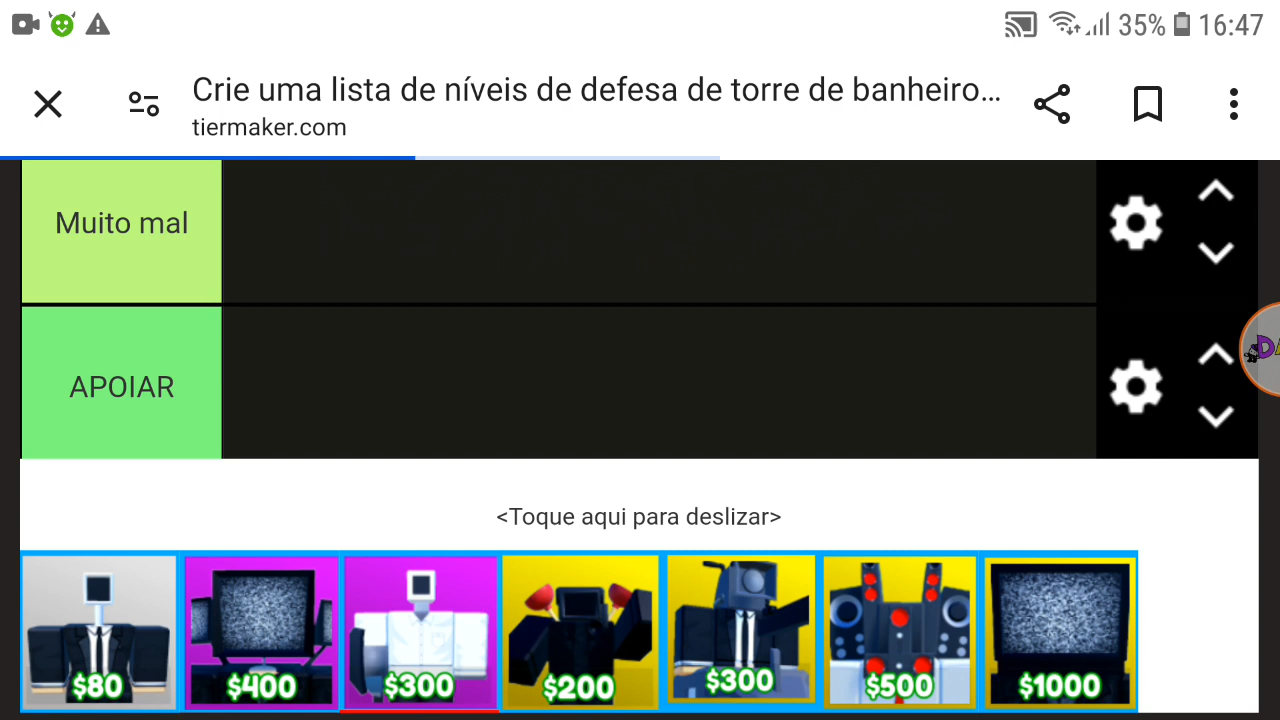 35% 16:47
Crie uma lista de níveis de defesa de torre de banheiro...
tiermaker.com
Muito mal
APOIAR
<Toque aqui para deslizar>
$80 $400 $300 $200 $300 $500 $1000